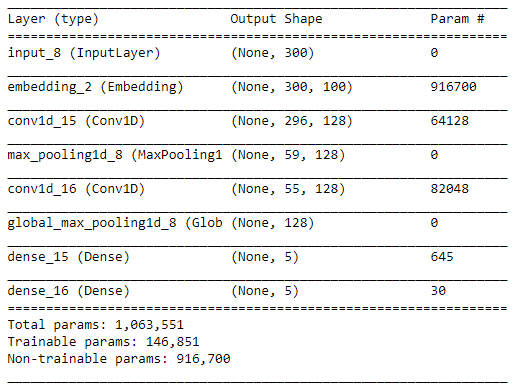 Layer (type) Output Shape Param #
input_8 (InputLayer) (None, 300) 0
embedding_2 (Embedding) (None, 300, 100) 916700
conv1d_15 (Conv1D) (None, 296, 128) 64128
max_pooling1d_8 (MaxPooling1 (None, 59, 128) 0
conv1d_16 (Conv1D) (None, 55, 128) 82048
global_max_pooling1d_8 (Glob (None, 128) 0
dense_15 (Dense) (None, 5) 645
dense_16 (Dense) (None, 5) 30
Total params: 1,063,551
Trainable params: 146,851
Non-trainable params: 916,700